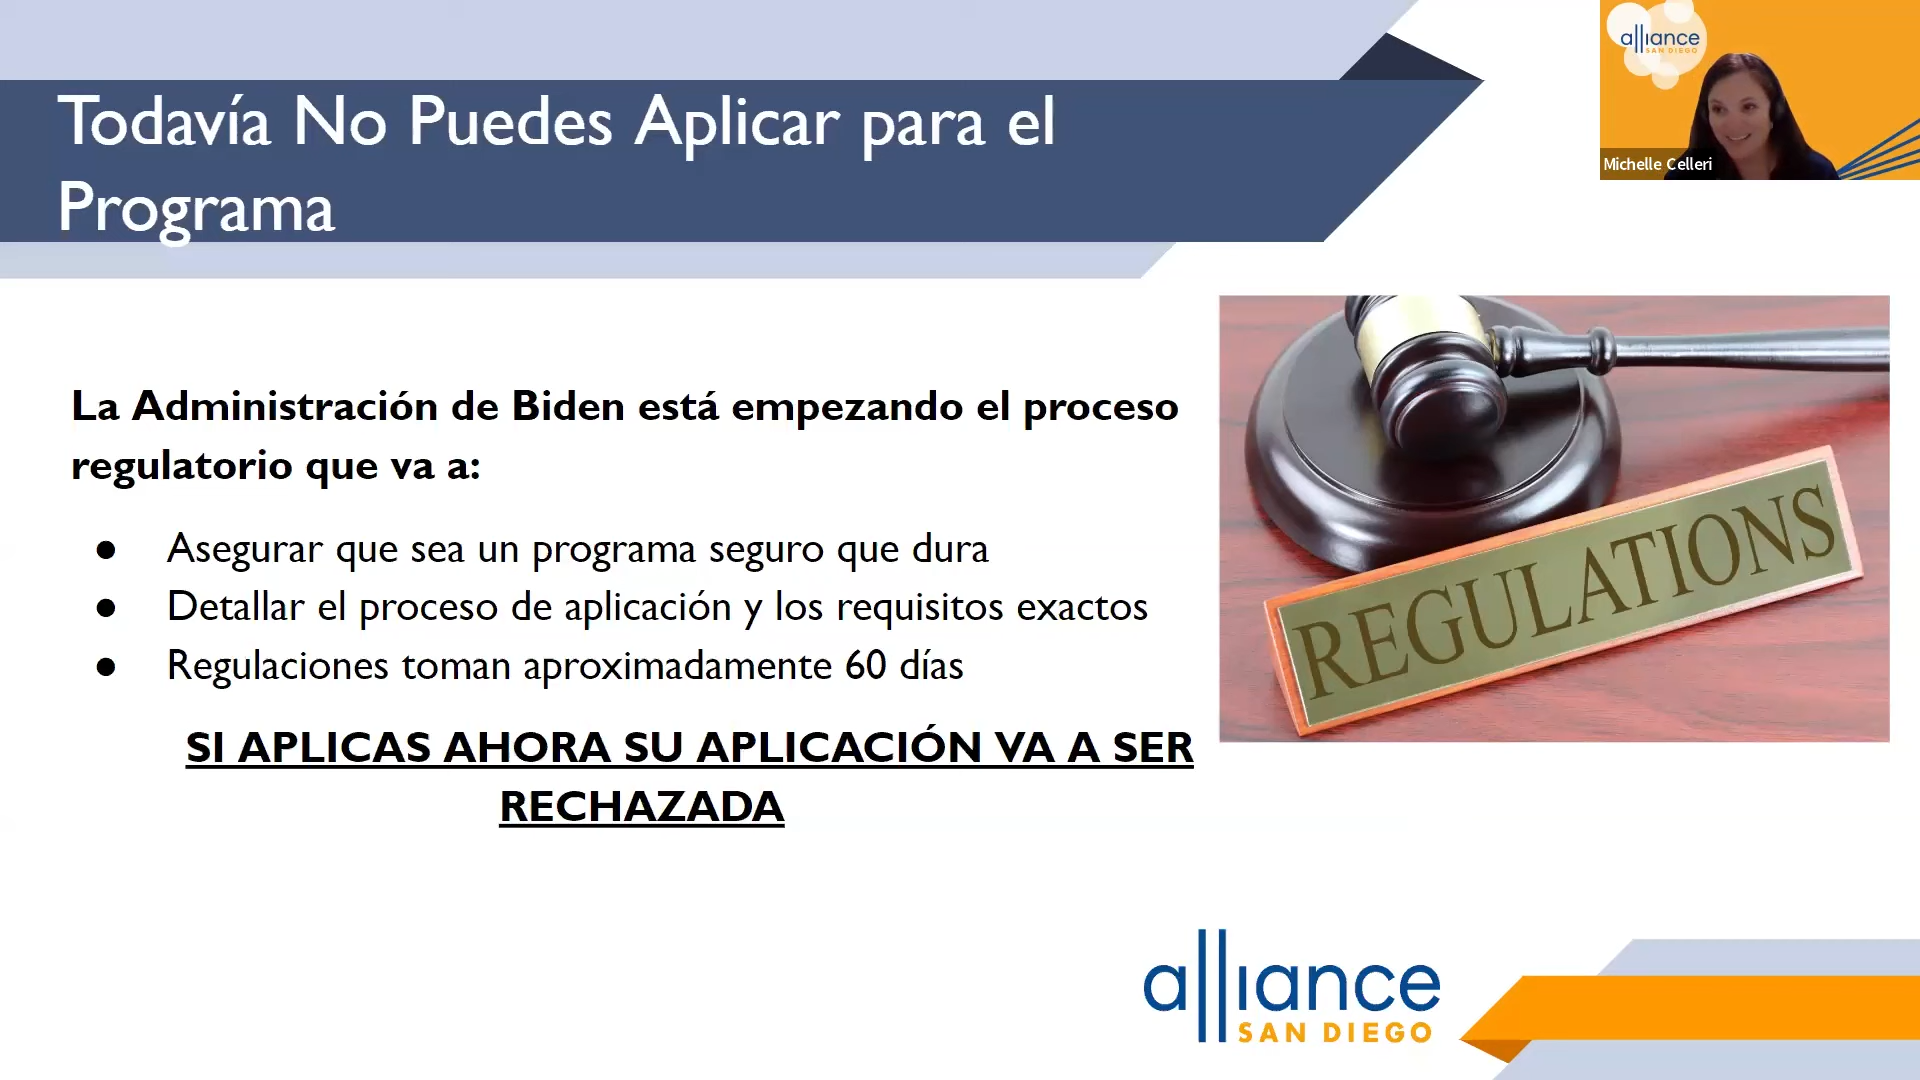 Todavía No Puedes Aplicar para el
Programa
alliance
SAN DIEGO
Michelle Celleri
La Administración de Biden está empezando el proceso
regulatorio que va a:
● Asegurar que sea un programa seguro que dura
● Detallar el proceso de aplicación y los requisitos exactos
● Regulaciones toman aproximadamente 60 días
SI APLICAS AHORA SU APLICACIÓN VA A SER
RECHAZADA
REGULATIONS
alliance
SAN DIEGO